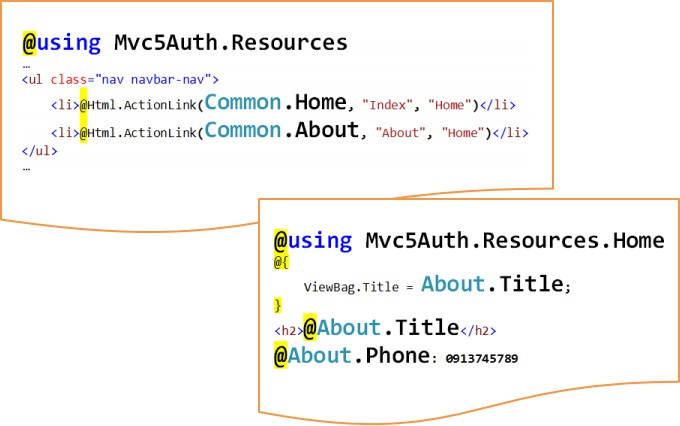 @using Mvc5Auth.Resources
…
<ul class="nav navbar-nav">
<li>@Html.ActionLink(Common.Home, "Index", "Home")</li>
<li>@Html.ActionLink(Common.About, "About", "Home")</li>
</ul>
…
@using Mvc5Auth.Resources.Home
@{
ViewBag.Title = About.Title;
}
<h2>@About.Title</h2>
@About.Phone: 0913745789